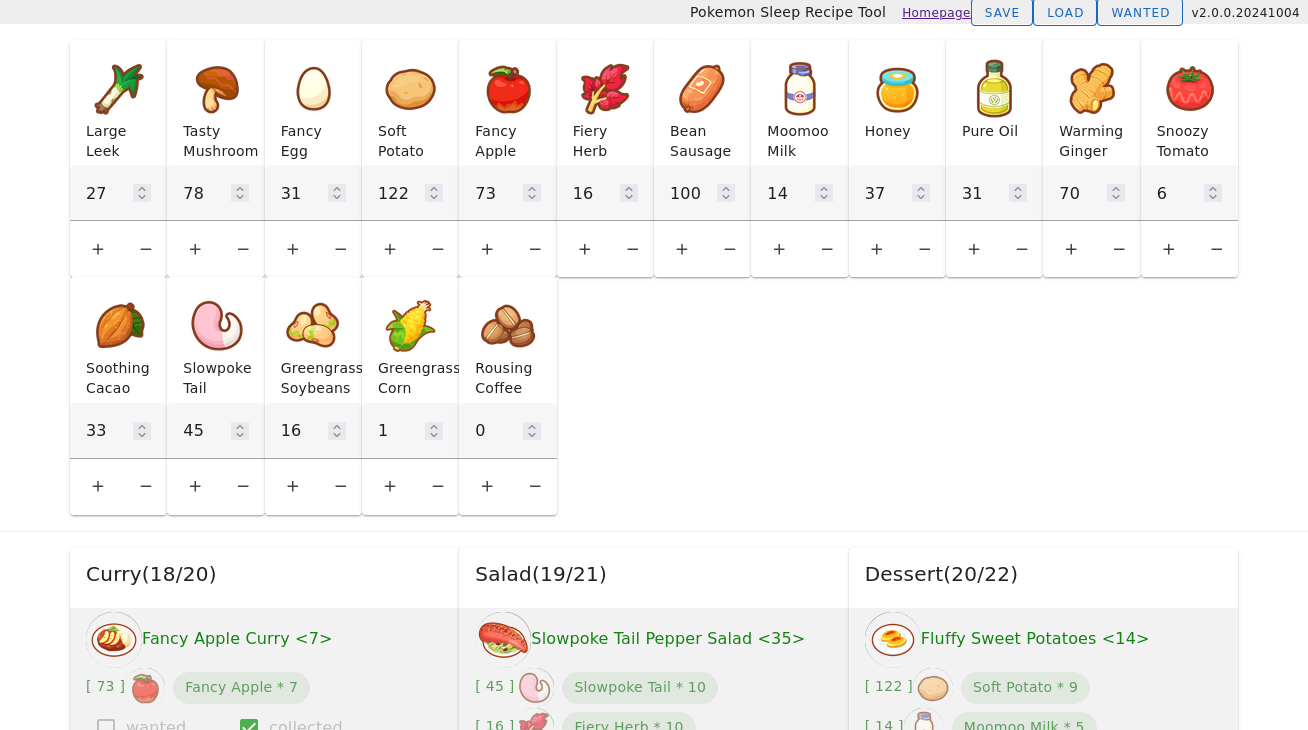 Pokemon Sleep Recipe Tool Homepage SAVE LOAD WANTED v2.0.0.20241004
Large Leek
Tasty Mushroom
Fancy Egg
Soft Potato
Fancy Apple
Fiery Herb
Bean Sausage
Moomoo Milk
Honey
Pure Oil
Warming Ginger
Snoozy Tomato
27 78 31 122 73 16 100 14 37 31 70 6
+ − + − + − + − + − + − + − + − + − + − + − + −
Soothing Cacao
Slowpoke Tail
Greengrass Soybeans
Greengrass Corn
Rousing Coffee
33 45 16 1 0
+ − + − + − + − + −
Curry(18/20)
Fancy Apple Curry <7>
[ 73 ] Fancy Apple * 7
wanted collected
Salad(19/21)
Slowpoke Tail Pepper Salad <35>
[ 45 ] Slowpoke Tail * 10
[ 16 ] Fiery Herb * 10
Dessert(20/22)
Fluffy Sweet Potatoes <14>
[ 122 ] Soft Potato * 9
[ 14 ] Moomoo Milk * 5